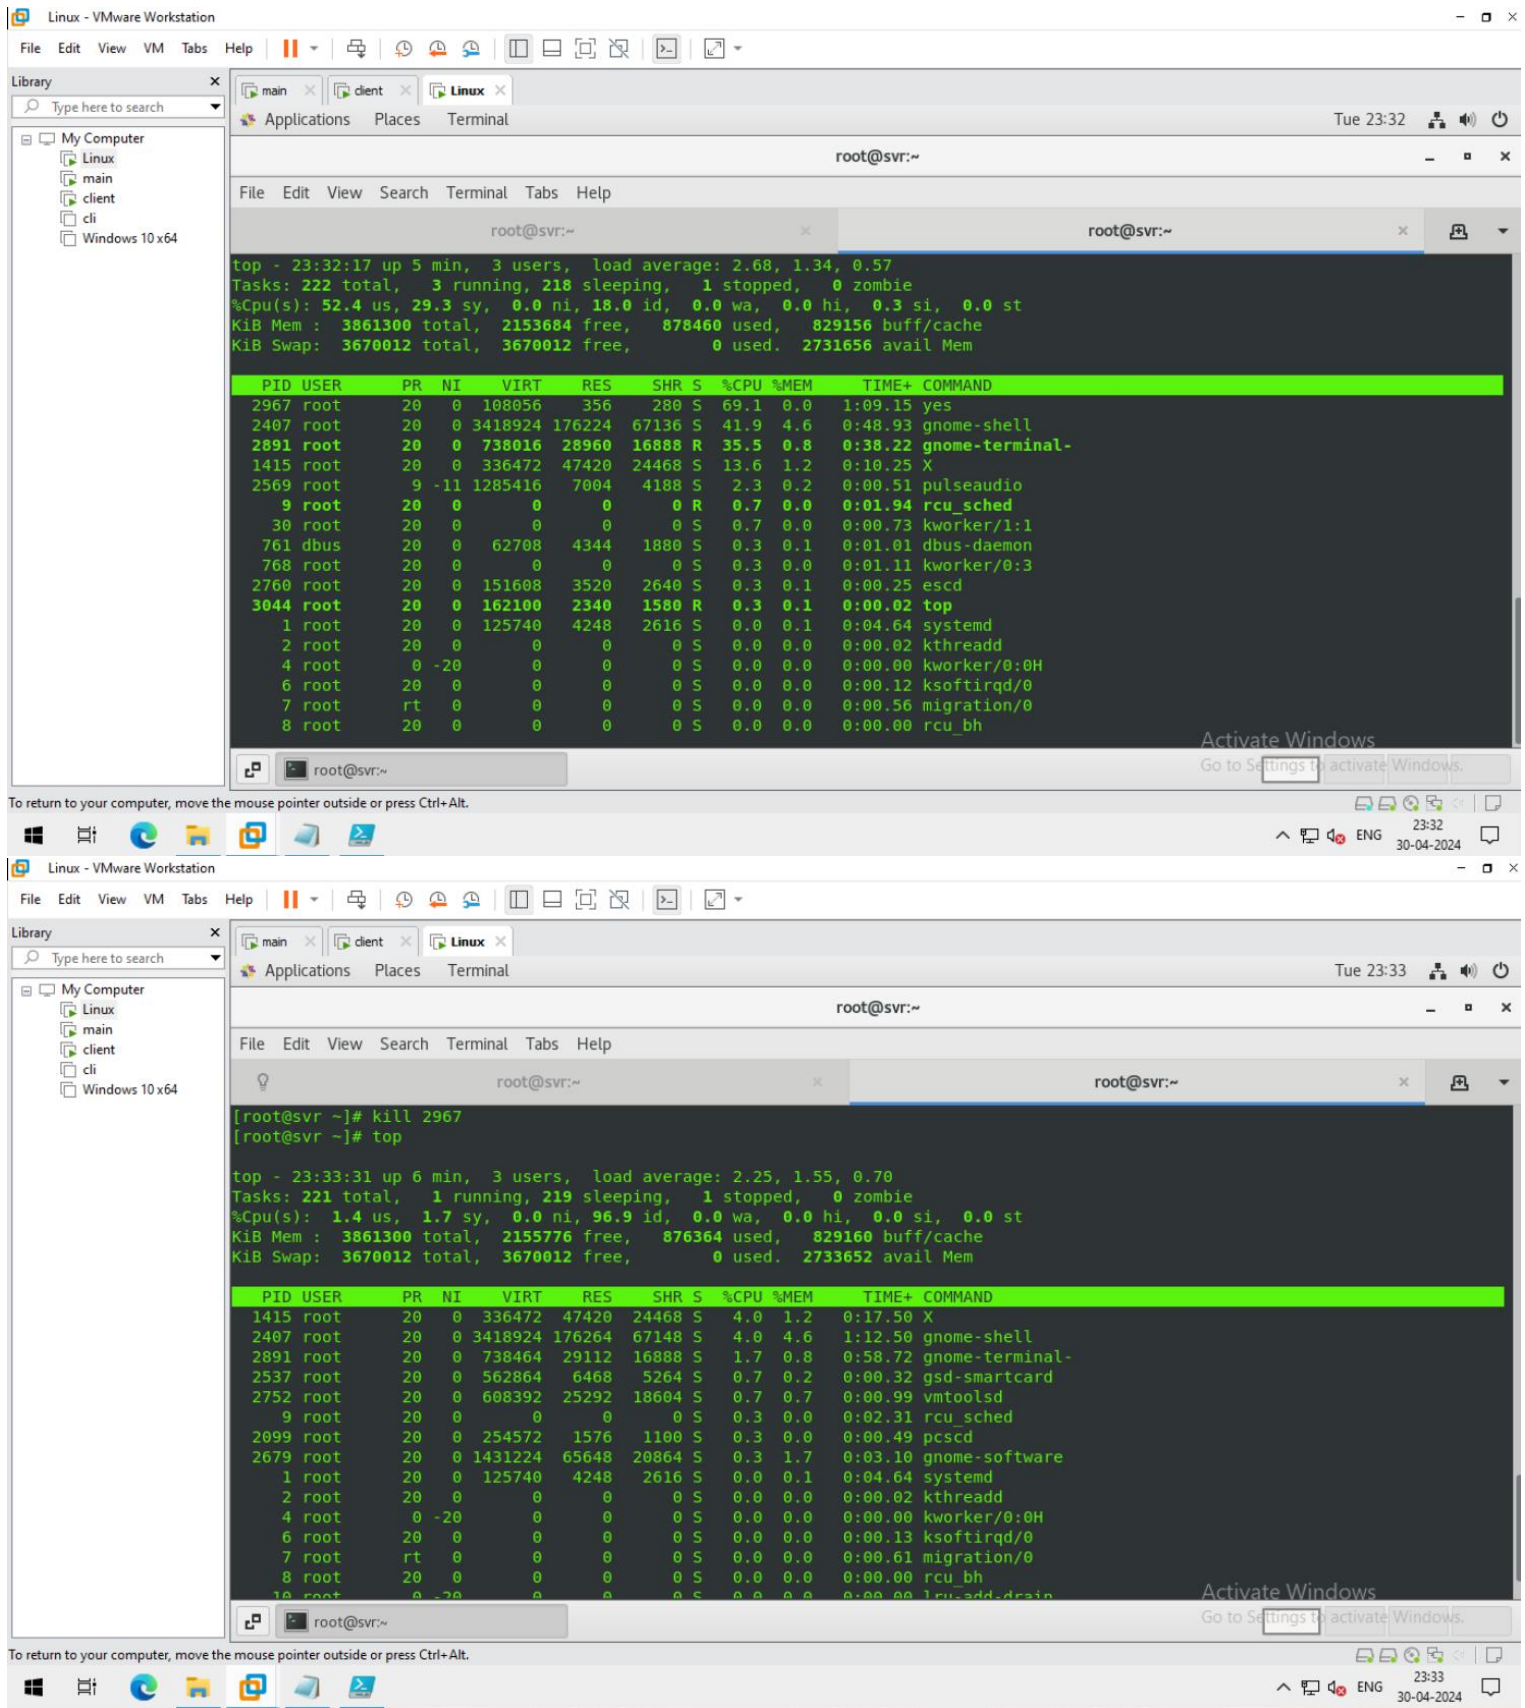 Linux - VMware Workstation
File Edit View VM Tabs Help
Library
main client Linux
Type here to search
Applications Places Terminal Tue 23:32
My Computer
Linux
main
client
cli
Windows 10 x64
root@svr:~
File Edit View Search Terminal Tabs Help
root@svr:~ root@svr:~
top - 23:32:17 up 5 min, 3 users, load average: 2.68, 1.34, 0.57
Tasks: 222 total, 3 running, 218 sleeping, 1 stopped, 0 zombie
%Cpu(s): 52.4 us, 29.3 sy, 0.0 ni, 18.0 id, 0.0 wa, 0.0 hi, 0.3 si, 0.0 st
KiB Mem : 3861300 total, 2153684 free, 878460 used, 829156 buff/cache
KiB Swap: 3670012 total, 3670012 free, 0 used. 2731656 avail Mem
PID USER PR NI VIRT RES SHR S %CPU %MEM TIME+ COMMAND
2967 root 20 0 108056 356 280 S 69.1 0.0 1:09.15 yes
2407 root 20 0 3418924 176224 67136 S 41.9 4.6 0:48.93 gnome-shell
2891 root 20 0 738016 28960 16888 R 35.5 0.8 0:38.22 gnome-terminal-
1415 root 20 0 336472 47420 24468 S 13.6 1.2 0:10.25 X
2569 root 9 -11 1285416 7004 4188 S 2.3 0.2 0:00.51 pulseaudio
9 root 20 0 0 0 0 R 0.7 0.0 0:01.94 rcu_sched
30 root 20 0 0 0 0 S 0.7 0.0 0:00.73 kworker/1:1
761 dbus 20 0 62708 4344 1880 S 0.3 0.1 0:01.01 dbus-daemon
768 root 20 0 0 0 0 S 0.3 0.0 0:01.11 kworker/0:3
2760 root 20 0 151608 3520 2640 S 0.3 0.1 0:00.25 escd
3044 root 20 0 162100 2340 1580 R 0.3 0.1 0:00.02 top
1 root 20 0 125740 4248 2616 S 0.0 0.1 0:04.64 systemd
2 root 20 0 0 0 0 S 0.0 0.0 0:00.02 kthreadd
4 root 0 -20 0 0 0 S 0.0 0.0 0:00.00 kworker/0:0H
6 root 20 0 0 0 0 S 0.0 0.0 0:00.12 ksoftirqd/0
7 root rt 0 0 0 0 S 0.0 0.0 0:00.56 migration/0
8 root 20 0 0 0 0 S 0.0 0.0 0:00.00 rcu_bh
Activate Windows
Go to Settings to activate Windows.
root@svr:~
To return to your computer, move the mouse pointer outside or press Ctrl+Alt.
ENG 23:32
30-04-2024
Linux - VMware Workstation
File Edit View VM Tabs Help
Library
main client Linux
Type here to search
Applications Places Terminal Tue 23:33
My Computer
Linux
main
client
cli
Windows 10 x64
root@svr:~
File Edit View Search Terminal Tabs Help
root@svr:~ root@svr:~
[root@svr ~]# kill 2967
[root@svr ~]# top
top - 23:33:31 up 6 min, 3 users, load average: 2.25, 1.55, 0.70
Tasks: 221 total, 1 running, 219 sleeping, 1 stopped, 0 zombie
%Cpu(s): 1.4 us, 1.7 sy, 0.0 ni, 96.9 id, 0.0 wa, 0.0 hi, 0.0 si, 0.0 st
KiB Mem : 3861300 total, 2155776 free, 876364 used, 829160 buff/cache
KiB Swap: 3670012 total, 3670012 free, 0 used. 2733652 avail Mem
PID USER PR NI VIRT RES SHR S %CPU %MEM TIME+ COMMAND
1415 root 20 0 336472 47420 24468 S 4.0 1.2 0:17.50 X
2407 root 20 0 3418924 176264 67148 S 4.0 4.6 1:12.50 gnome-shell
2891 root 20 0 738464 29112 16888 S 1.7 0.8 0:58.72 gnome-terminal-
2537 root 20 0 562864 6468 5264 S 0.7 0.2 0:00.32 gsd-smartcard
2752 root 20 0 608392 25292 18604 S 0.7 0.7 0:00.99 vmtoolsd
9 root 20 0 0 0 0 S 0.3 0.0 0:02.31 rcu_sched
2099 root 20 0 254572 1576 1100 S 0.3 0.0 0:00.49 pcscd
2679 root 20 0 1431224 65648 20864 S 0.3 1.7 0:03.10 gnome-software
1 root 20 0 125740 4248 2616 S 0.0 0.1 0:04.64 systemd
2 root 20 0 0 0 0 S 0.0 0.0 0:00.02 kthreadd
4 root 0 -20 0 0 0 S 0.0 0.0 0:00.00 kworker/0:0H
6 root 20 0 0 0 0 S 0.0 0.0 0:00.13 ksoftirqd/0
7 root rt 0 0 0 0 S 0.0 0.0 0:00.61 migration/0
8 root 20 0 0 0 0 S 0.0 0.0 0:00.00 rcu_bh
10 root 0 -20 0 0 0 S 0.0 0.0 0:00.00 lru-add-drain
Activate Windows
Go to Settings to activate Windows.
root@svr:~
To return to your computer, move the mouse pointer outside or press Ctrl+Alt.
ENG 23:33
30-04-2024